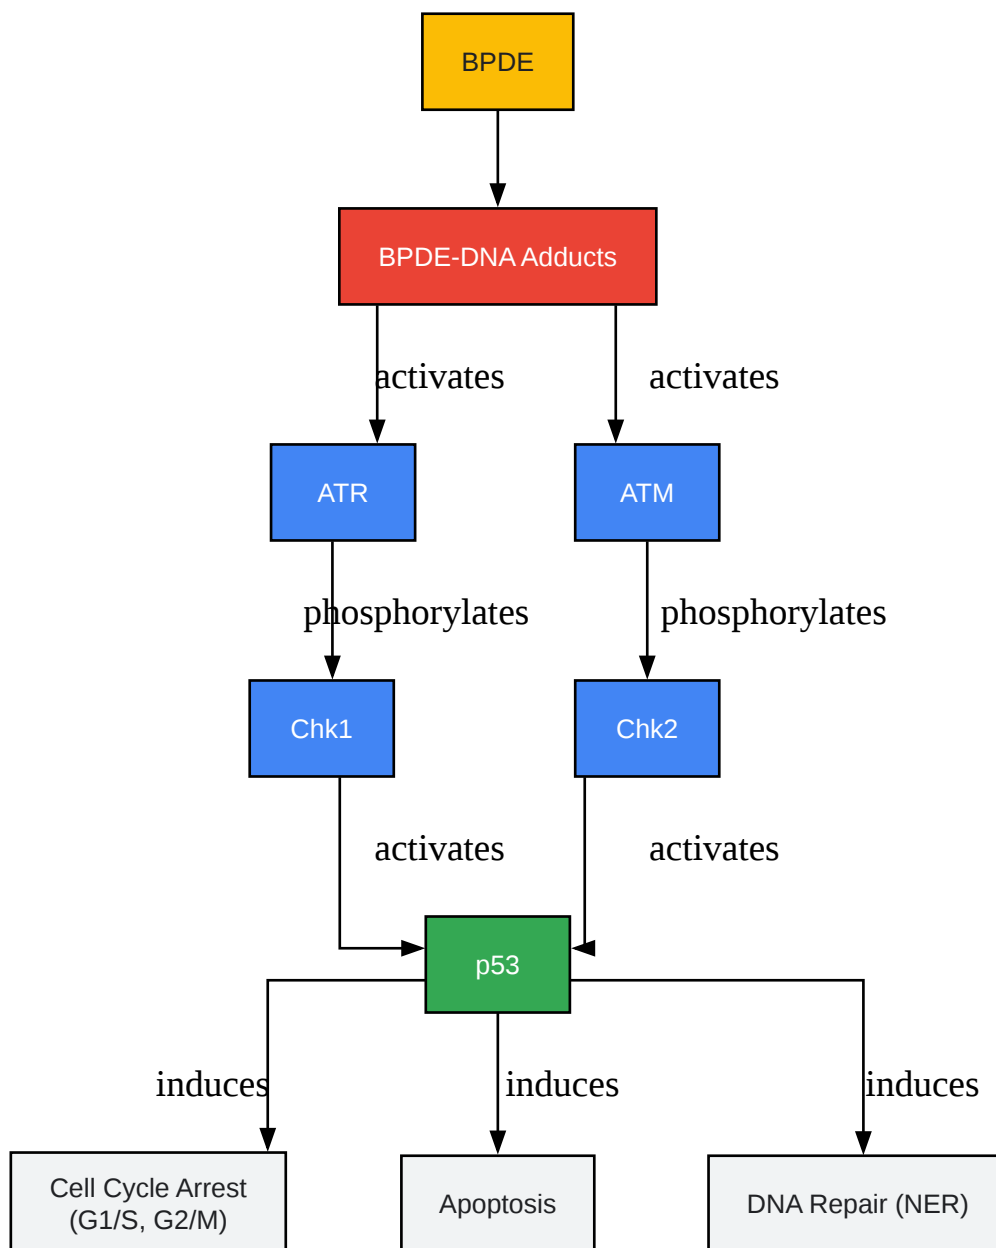 BPDE
BPDE-DNA Adducts
activates
activates
ATR
ATM
phosphorylates
phosphorylates
Chk1
Chk2
activates
activates
p53
induces
induces
induces
Cell Cycle Arrest
(G1/S, G2/M)
Apoptosis
DNA Repair (NER)